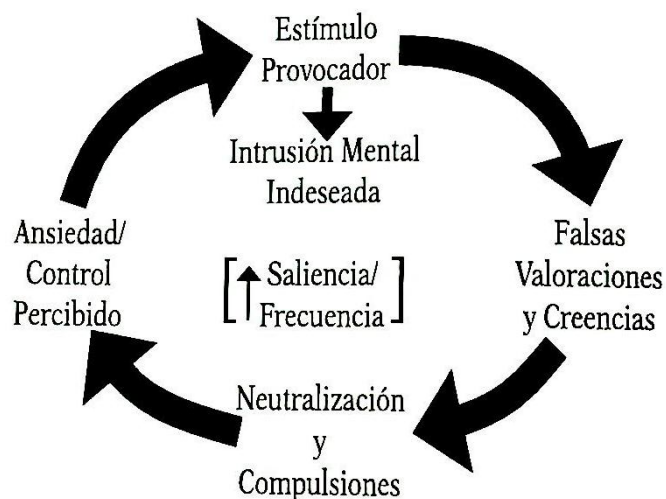 Estímulo
Provocador
Intrusión Mental
Indeseada
Falsas
Valoraciones
y Creencias
Ansiedad/
Control
Percibido
Saliencia/
Frecuencia
Neutralización
y
Compulsiones